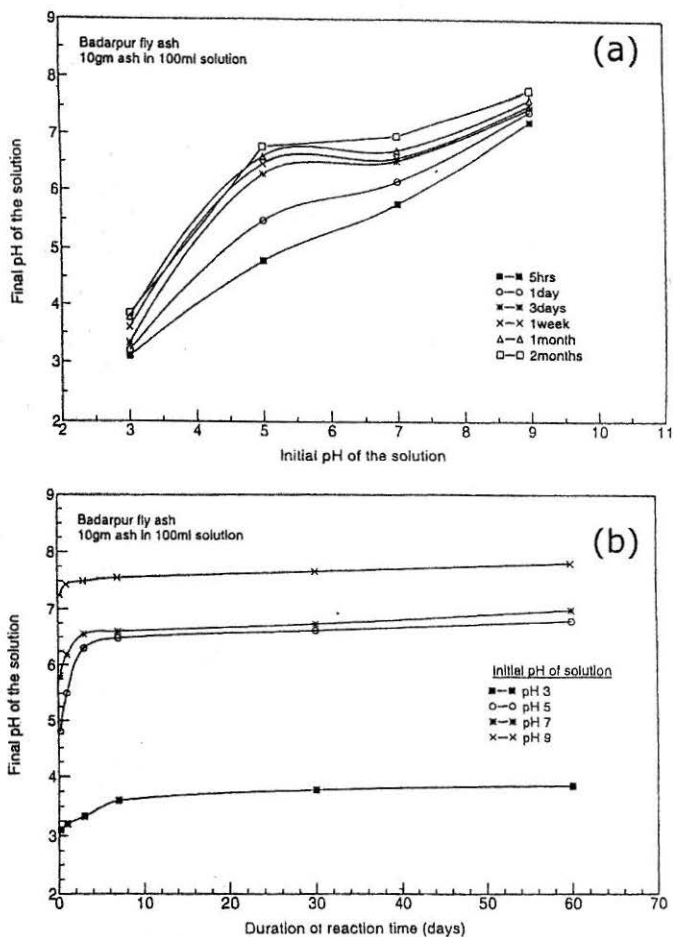 Badarpur fly ash
10gm ash in 100ml solution
(a)
Final pH of the solution
9
8
7
6
5
4
3
2
5hrs
1day
3days
1week
1month
2months
2 3 4 5 6 7 8 9 10 11
Initial pH of the solution
Badarpur fly ash
10gm ash in 100ml solution
(b)
Final pH of the solution
9
8
7
6
5
4
3
2
Initial pH of solution
pH 3
pH 5
pH 7
pH 9
0 10 20 30 40 50 60 70
Duration of reaction time (days)